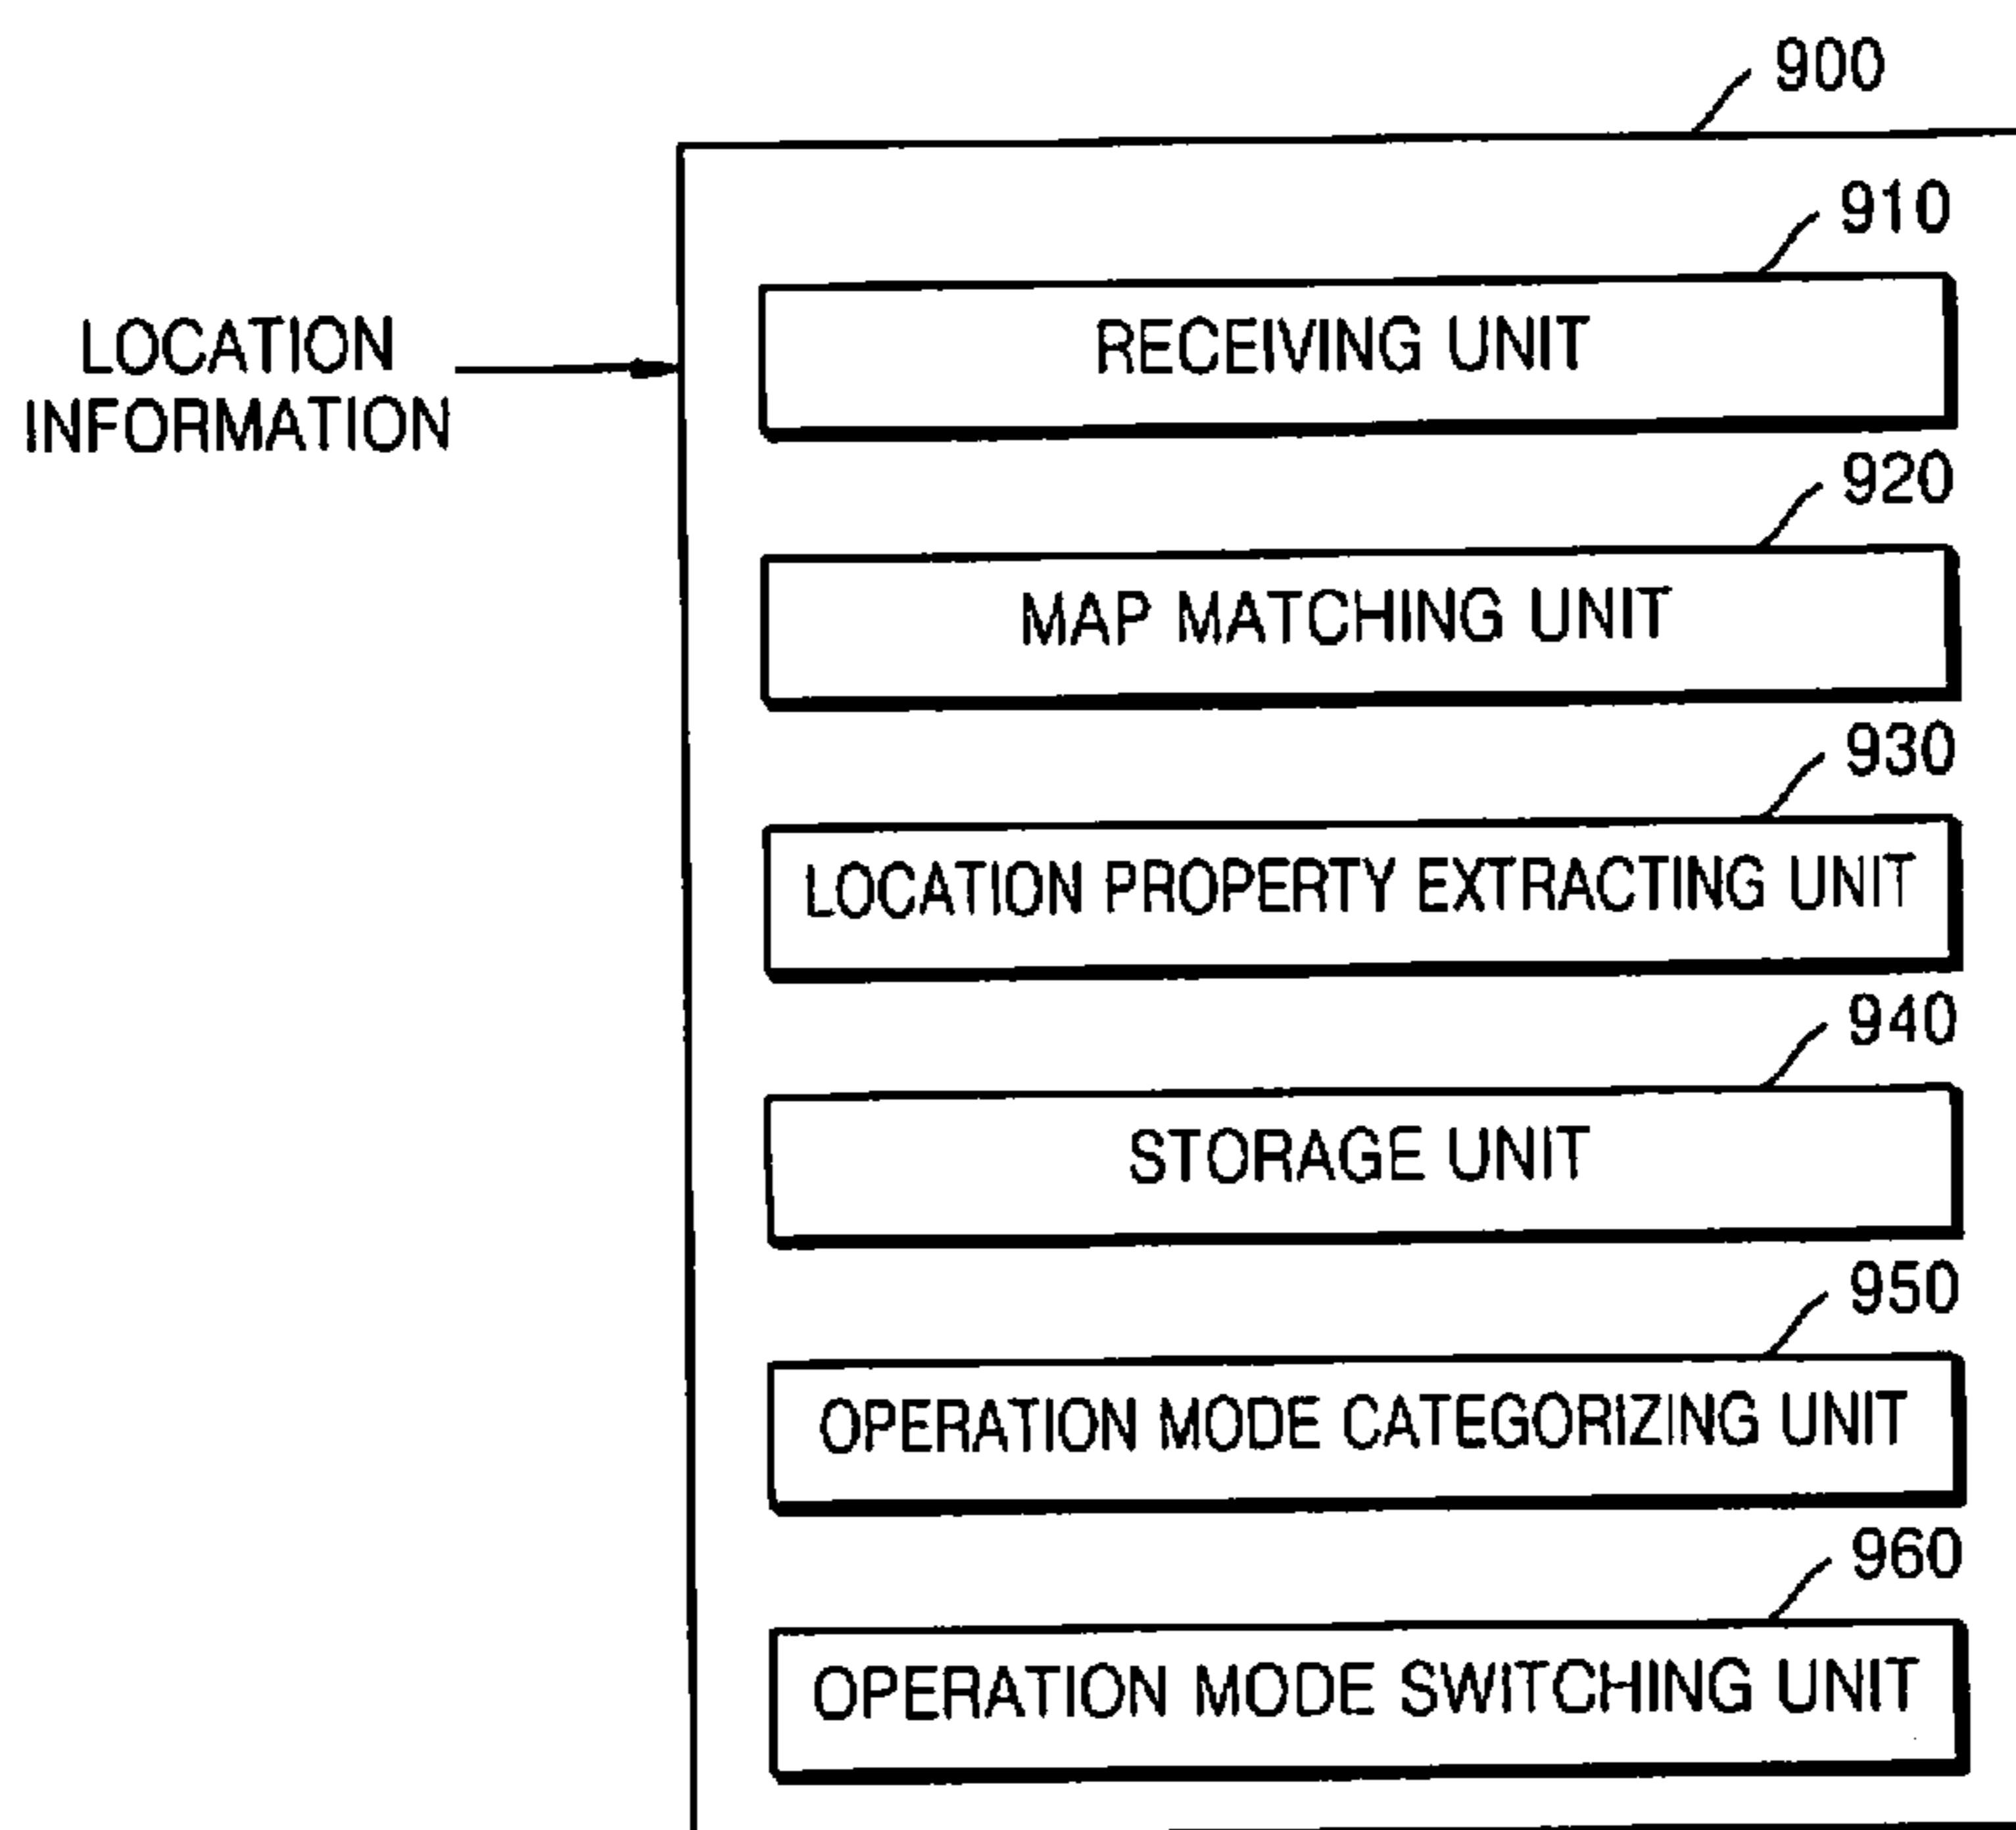 900
910
LOCATION
INFORMATION
RECEIVING UNIT
920
MAP MATCHING UNIT
930
LOCATION PROPERTY EXTRACTING UNIT
940
STORAGE UNIT
950
OPERATION MODE CATEGORIZING UNIT
960
OPERATION MODE SWITCHING UNIT